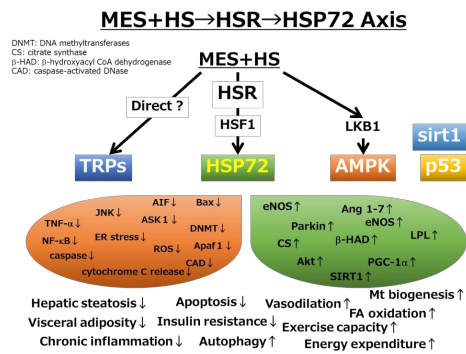 MES+HS→HSR→HSP72 Axis
DNMT: DNA methyltransferases
CS: citrate synthase
β-HAD: β-hydroxyacyl CoA dehydrogenase
CAD: caspase-activated DNase
MES+HS
Direct ?
HSR
HSF1
LKB1
sirt1
TRPs
HSP72
AMPK
p53
AIF↓
Bax↓
JNK↓
TNF-α↓
ASK1↓
DNMT↓
NF-κB↓
ER stress↓
ROS↓
Apaf1↓
caspase↓
CAD↓
cytochrome C release↓
eNOS↑
Ang 1-7↑
eNOS↑
Parkin↑
LPL↑
CS↑
β-HAD↑
Akt↑
PGC-1α↑
SIRT1↑
Hepatic steatosis↓
Apoptosis↓
Vasodilation↑
Mt biogenesis↑
Visceral adiposity↓
Insulin resistance↓
FA oxidation↑
Exercise capacity↑
Chronic inflammation↓
Autophagy↑
Energy expenditure↑